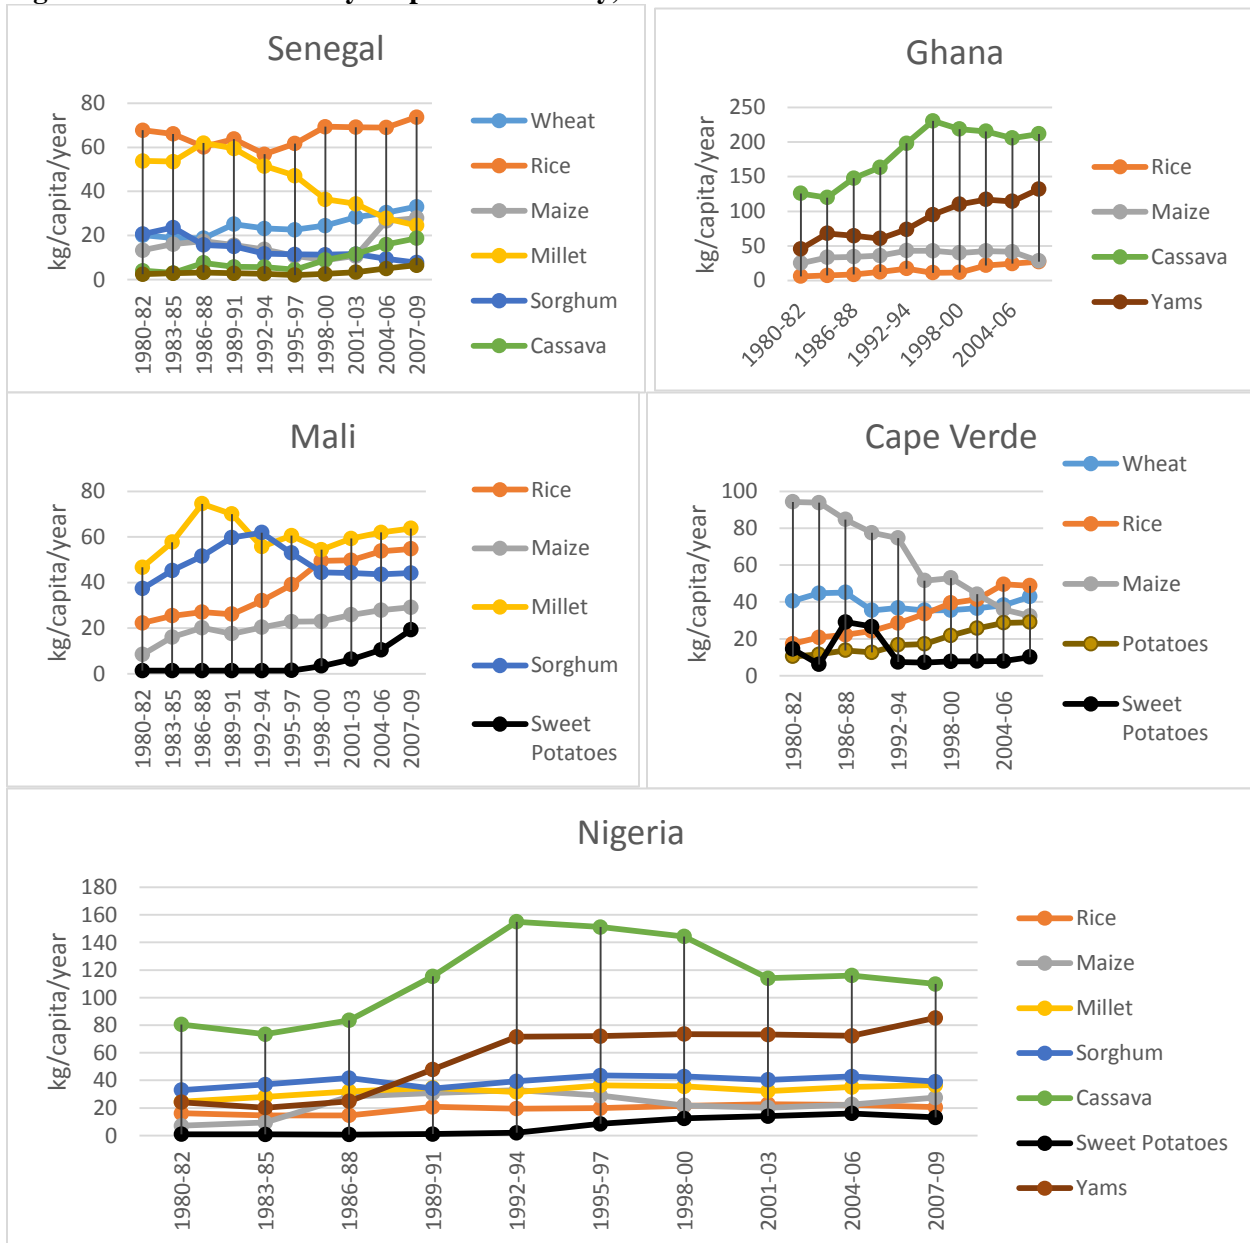 Senegal
kg/capita/year
80
60
40
20
0
1980-82
1983-85
1986-88
1989-91
1992-94
1995-97
1998-00
2001-03
2004-06
2007-09
Wheat
Rice
Maize
Millet
Sorghum
Cassava
Ghana
kg/capita/year
250
200
150
100
50
0
1980-82
1986-88
1992-94
1998-00
2004-06
Rice
Maize
Cassava
Yams
Mali
kg/capita/year
80
60
40
20
0
1980-82
1983-85
1986-88
1989-91
1992-94
1995-97
1998-00
2001-03
2004-06
2007-09
Rice
Maize
Millet
Sorghum
Sweet
Potatoes
Cape Verde
kg/capita/year
100
80
60
40
20
0
1980-82
1986-88
1992-94
1998-00
2004-06
Wheat
Rice
Maize
Potatoes
Sweet
Potatoes
Nigeria
kg/capita/year
180
160
140
120
100
80
60
40
20
0
1980-82
1983-85
1986-88
1989-91
1992-94
1995-97
1998-00
2001-03
2004-06
2007-09
Rice
Maize
Millet
Sorghum
Cassava
Sweet Potatoes
Yams